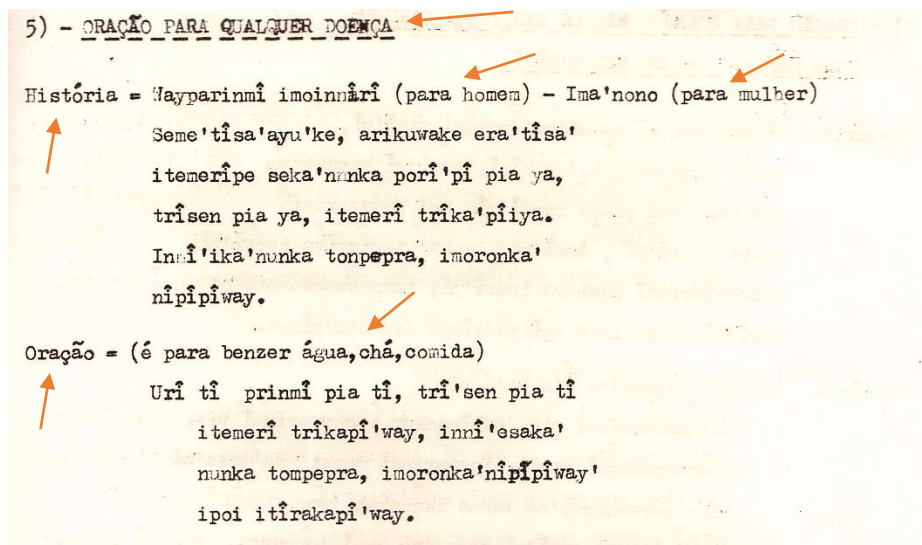 5) - ORAÇÃO PARA QUALQUER DOENÇA
História = Wayparinmî imoinnãrî (para homem) - Ima'nono (para mulher)
Seme'tîsa'ayu'ke, arikuwake era'tîsa'
itemerîpe seka'nunka porî'pî pia ya,
trîsen pia ya, itemerî trîka'pîiya.
Innî'ika'nunka tonpepra, imoronka'
nîpîpîway.
Oração = (é para benzer água,chá,comida)
Urî tî prinmî pia tî, trî'sen pia tî
itemerî trîkapî'way, innî'esaka'
nunka tompepra, imoronka'nîpîpîway'
ipoi itîrakapî'way.